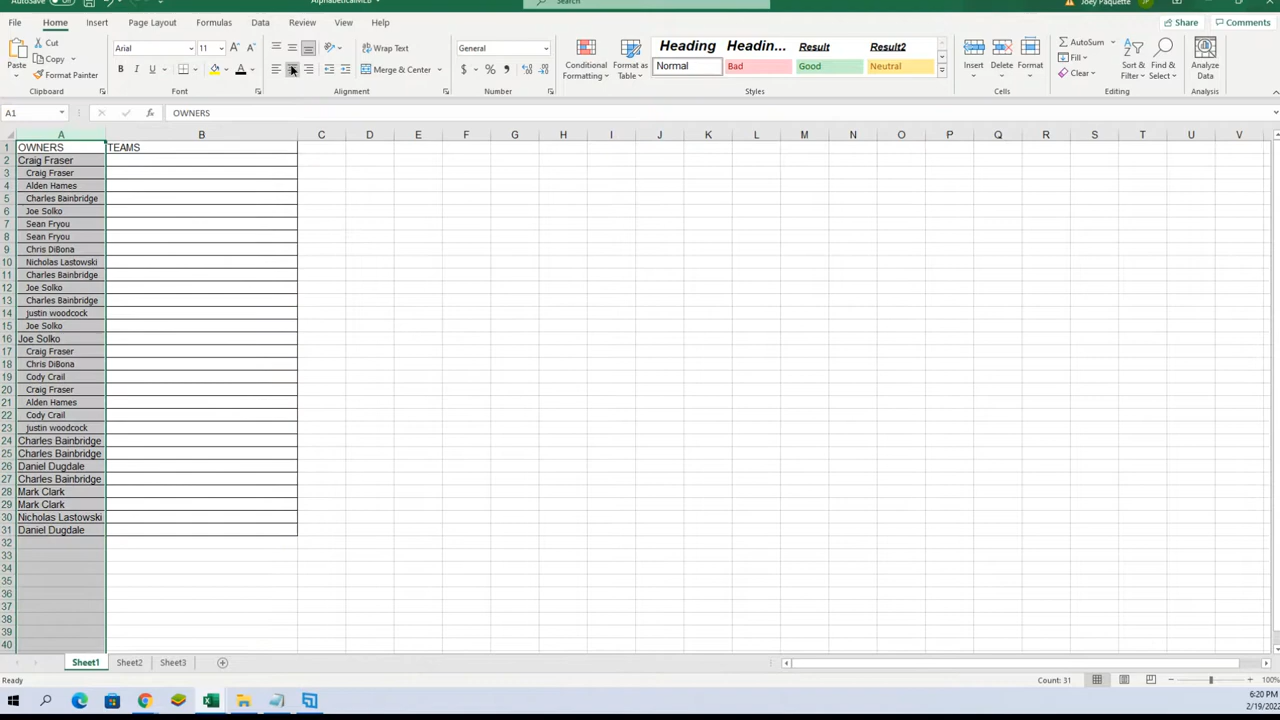 AutoSave Off AlphabeticalMLB Search Joey Paquette JP
File Home Insert Page Layout Formulas Data Review View Help Share Comments
Paste Cut Copy Format Painter Clipboard
Arial 11 B I U A Font
Wrap Text Merge & Center Alignment
General $ % Number
Conditional Formatting Format as Table
Heading Headin... Result Result2
Normal Bad Good Neutral
Styles
Insert Delete Format Cells
AutoSum Fill Clear Sort & Filter Find & Select Editing
Analyze Data Analysis
A1 fx OWNERS
A B C D E F G H I J K L M N O P Q R S T U V
1 OWNERS TEAMS
2 Craig Fraser
3 Craig Fraser
4 Alden Hames
5 Charles Bainbridge
6 Joe Solko
7 Sean Fryou
8 Sean Fryou
9 Chris DiBona
10 Nicholas Lastowski
11 Charles Bainbridge
12 Joe Solko
13 Charles Bainbridge
14 justin woodcock
15 Joe Solko
16 Joe Solko
17 Craig Fraser
18 Chris DiBona
19 Cody Crail
20 Craig Fraser
21 Alden Hames
22 Cody Crail
23 justin woodcock
24 Charles Bainbridge
25 Charles Bainbridge
26 Daniel Dugdale
27 Charles Bainbridge
28 Mark Clark
29 Mark Clark
30 Nicholas Lastowski
31 Daniel Dugdale
32
33
34
35
36
37
38
39
40
Sheet1 Sheet2 Sheet3
Ready Count: 31 100%
6:20 PM